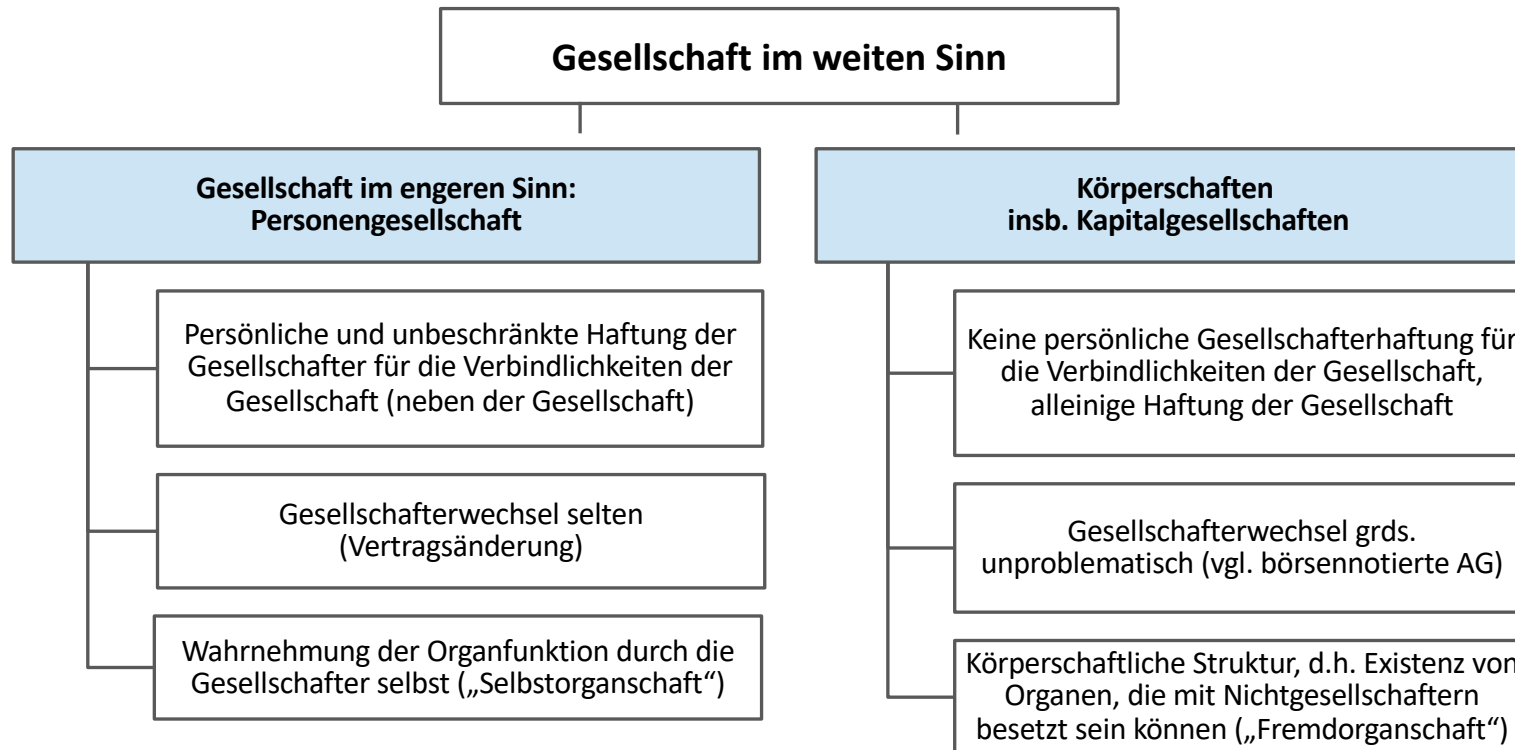 Gesellschaft im weiten Sinn
Gesellschaft im engeren Sinn:
Personengesellschaft
Persönliche und unbeschränkte Haftung der
Gesellschafter für die Verbindlichkeiten der
Gesellschaft (neben der Gesellschaft)
Gesellschafterwechsel selten
(Vertragsänderung)
Wahrnehmung der Organfunktion durch die
Gesellschafter selbst („Selbstorganschaft“)
Körperschaften
insb. Kapitalgesellschaften
Keine persönliche Gesellschafterhaftung für
die Verbindlichkeiten der Gesellschaft,
alleinige Haftung der Gesellschaft
Gesellschafterwechsel grds.
unproblematisch (vgl. börsennotierte AG)
Körperschaftliche Struktur, d.h. Existenz von
Organen, die mit Nichtgesellschaftern
besetzt sein können („Fremdorganschaft“)